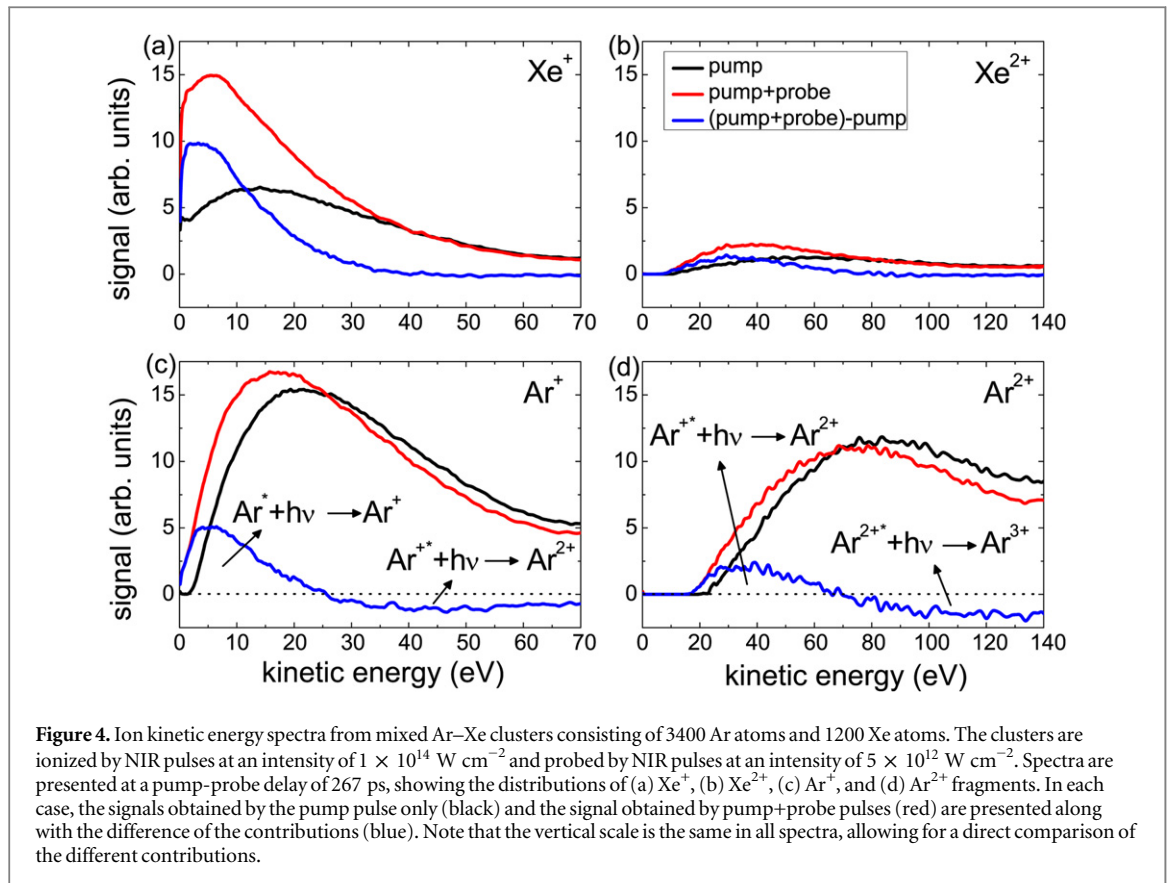 (a)
Xe⁺
signal (arb. units)
15
10
5
0
0 10 20 30 40 50 60 70
(b)
Xe²⁺
pump
pump+probe
(pump+probe)-pump
15
10
5
0
0 20 40 60 80 100 120 140
(c)
Ar⁺
signal (arb. units)
15
10
5
0
Ar*+hν → Ar⁺
Ar⁺*+hν → Ar²⁺
0 10 20 30 40 50 60 70
kinetic energy (eV)
(d)
Ar²⁺
15
10
5
0
Ar⁺*+hν → Ar²⁺
Ar²⁺*+hν → Ar³⁺
0 20 40 60 80 100 120 140
kinetic energy (eV)
Figure 4. Ion kinetic energy spectra from mixed Ar–Xe clusters consisting of 3400 Ar atoms and 1200 Xe atoms. The clusters are
ionized by NIR pulses at an intensity of 1 × 10¹⁴ W cm⁻² and probed by NIR pulses at an intensity of 5 × 10¹² W cm⁻². Spectra are
presented at a pump-probe delay of 267 ps, showing the distributions of (a) Xe⁺, (b) Xe²⁺, (c) Ar⁺, and (d) Ar²⁺ fragments. In each
case, the signals obtained by the pump pulse only (black) and the signal obtained by pump+probe pulses (red) are presented along
with the difference of the contributions (blue). Note that the vertical scale is the same in all spectra, allowing for a direct comparison of
the different contributions.